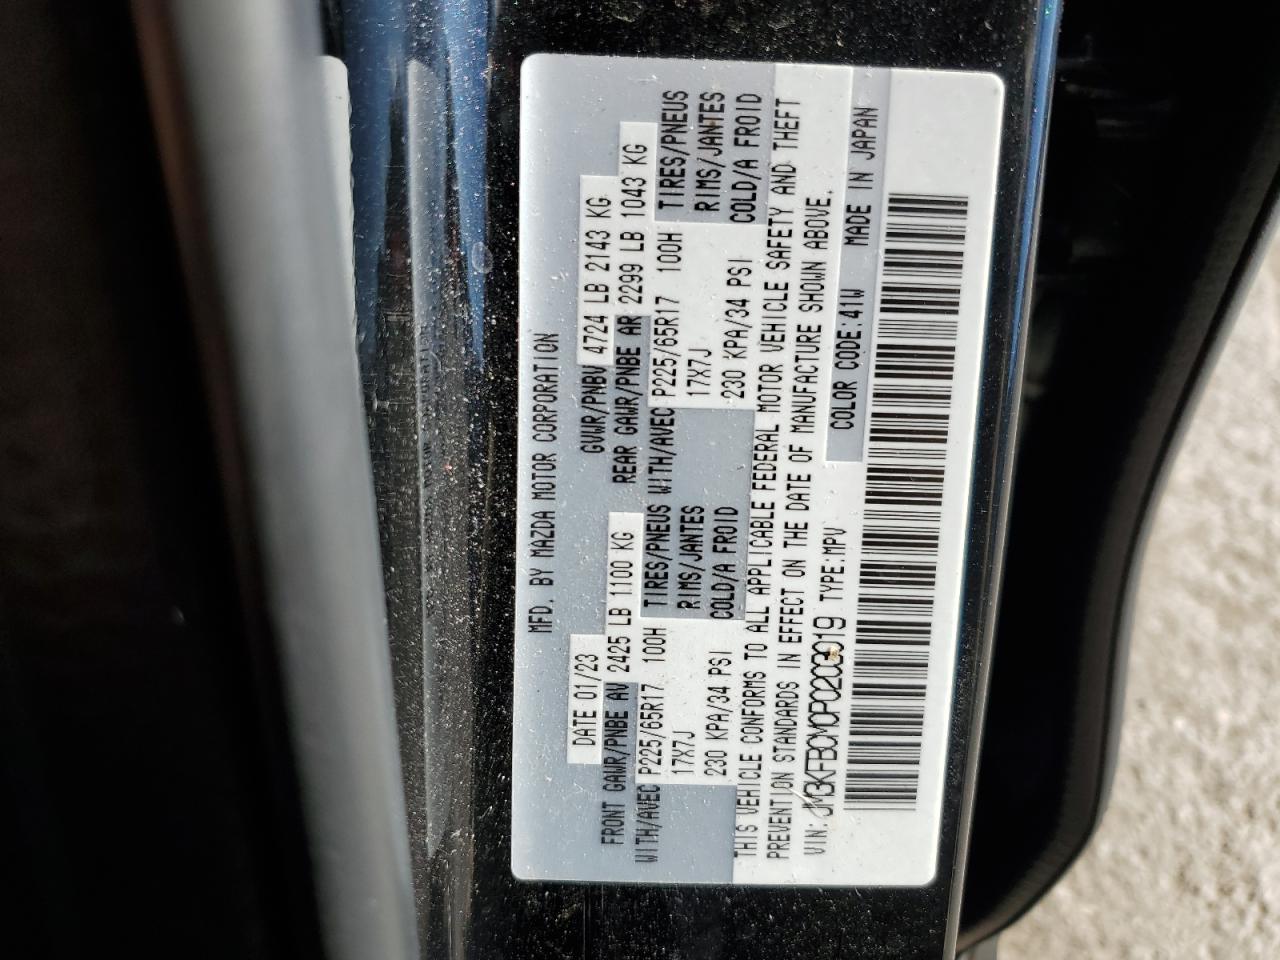 MFD. BY MAZDA MOTOR CORPORATION
DATE 01/23 GVWR/PNBV 4724 LB 2143 KG
FRONT GAWR/PNBE AV 2425 LB 1100 KG REAR GAWR/PNBE AR 2299 LB 1043 KG
WITH/AVEC P225/65R17 100H TIRES/PNEUS WITH/AVEC P225/65R17 100H TIRES/PNEUS
17X7J RIMS/JANTES 17X7J RIMS/JANTES
230 KPA/34 PSI COLD/A FROID 230 KPA/34 PSI COLD/A FROID
THIS VEHICLE CONFORMS TO ALL APPLICABLE FEDERAL MOTOR VEHICLE SAFETY AND THEFT
PREVENTION STANDARDS IN EFFECT ON THE DATE OF MANUFACTURE SHOWN ABOVE.
VIN: JM3KFBCM0P0203019 TYPE:MPV COLOR CODE:41W MADE IN JAPAN